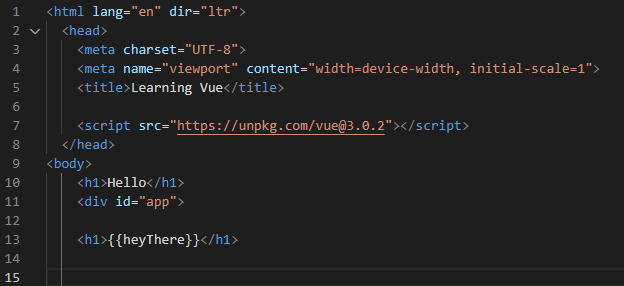 1 <html lang="en" dir="ltr">
2 <head>
3 <meta charset="UTF-8">
4 <meta name="viewport" content="width=device-width, initial-scale=1">
5 <title>Learning Vue</title>
6
7 <script src="https://unpkg.com/vue@3.0.2"></script>
8 </head>
9 <body>
10 <h1>Hello</h1>
11 <div id="app">
12
13 <h1>{{heyThere}}</h1>
14
15